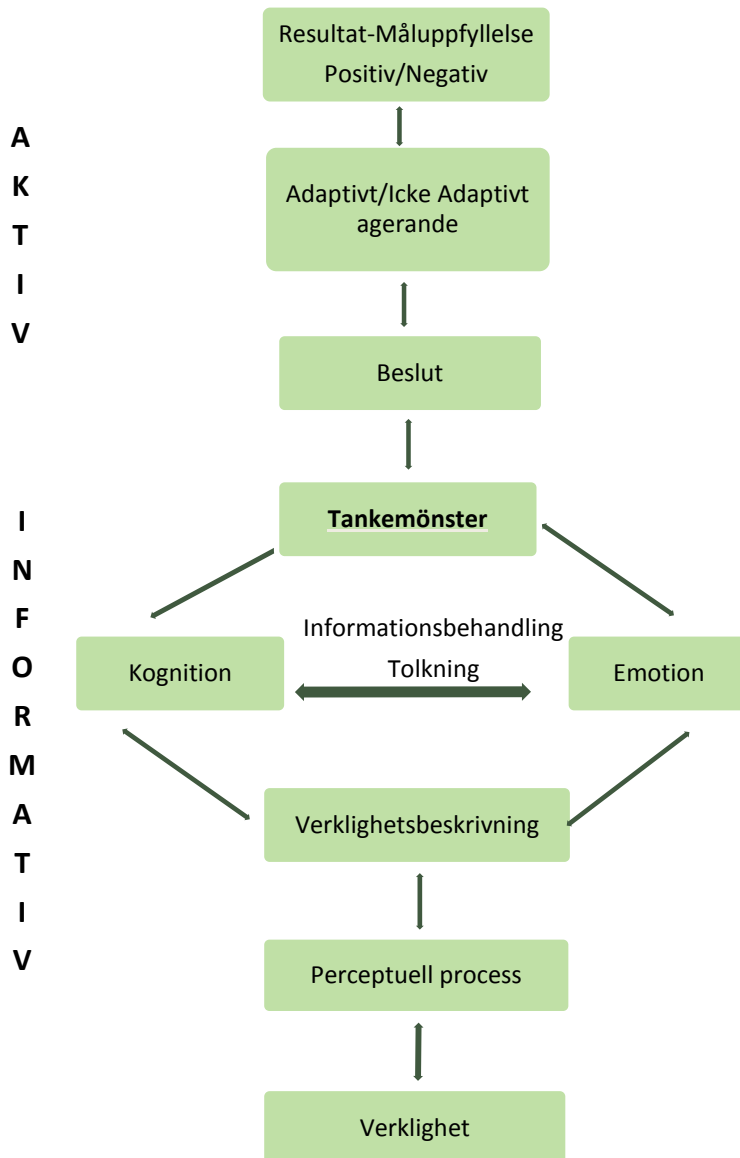 Resultat-Måluppfyllelse
Positiv/Negativ
A
K
T
I
V
Adaptivt/Icke Adaptivt
agerande
Beslut
I
N
F
O
R
M
A
T
I
V
Tankemönster
Informationsbehandling
Tolkning
Kognition
Emotion
Verklighetsbeskrivning
Perceptuell process
Verklighet